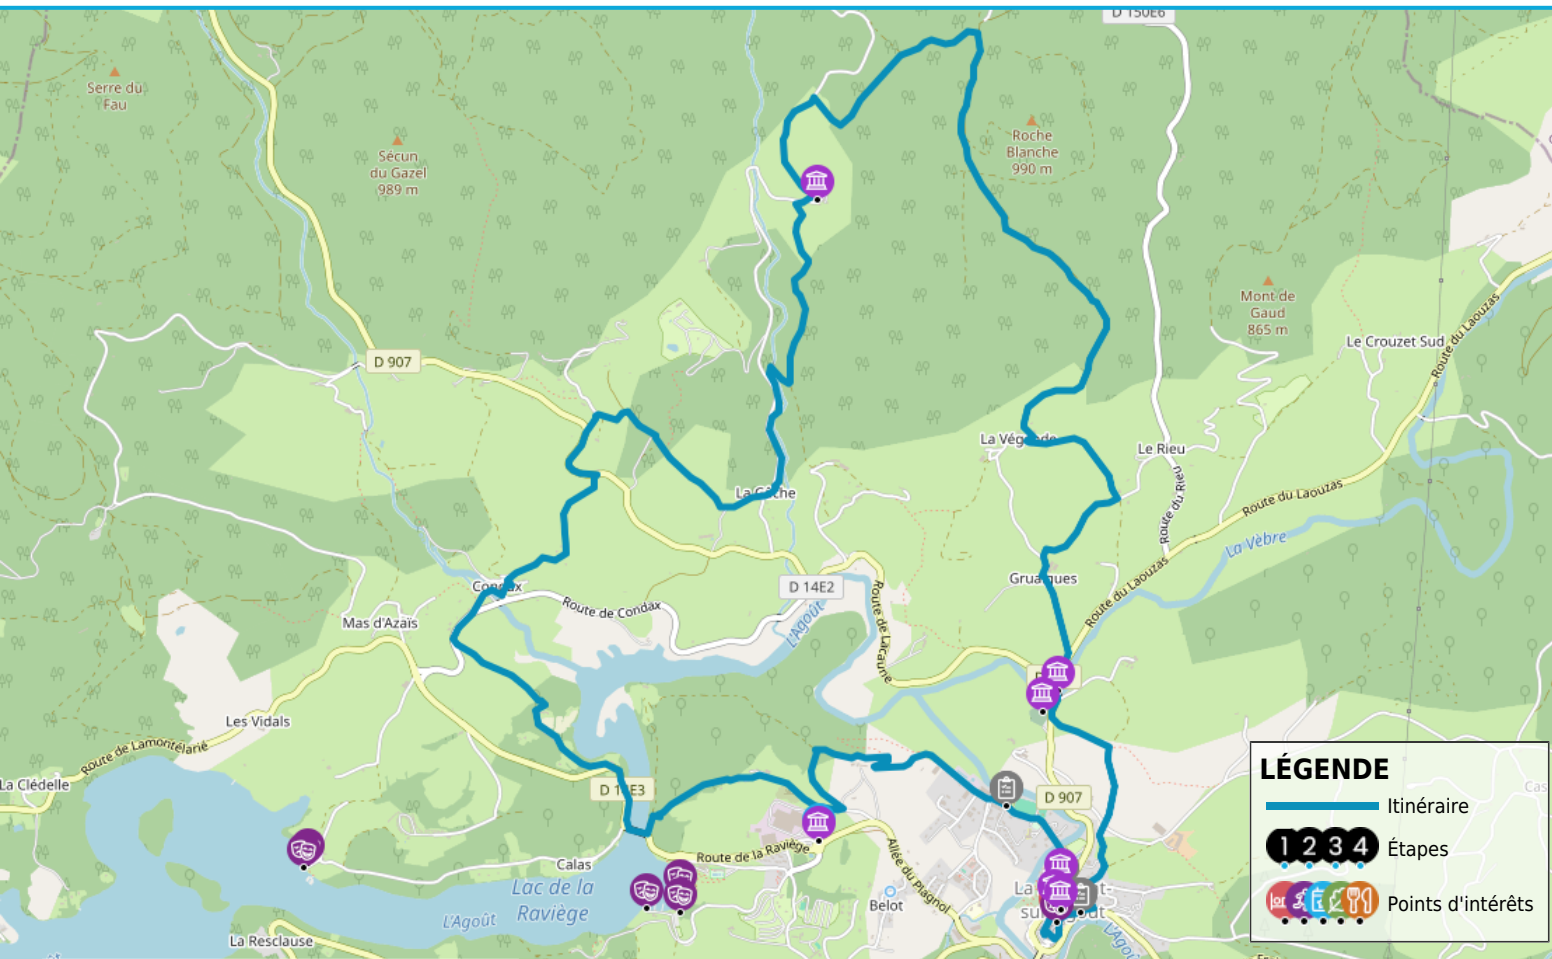 D 150E6
Serre du
Fau
Sécun
du Gazel
989 m
Roche
Blanche
990 m
Mont de
Gaud
865 m
Le Crouzet Sud
Route du Laouzas
D 907
La Végende
Le Rieu
Route du Rieu
Route du Laouzas
La Vèbre
Condax
D 14E2
Gruargues
Route de Condax
L'Agoût
Route de Lacaune
Route du Laouzas
Mas d'Azaïs
Les Vidals
Route de Lamontélarié
La Clédelle
D 907
Route de la Raviège
Calas
Lac de la
Raviège
L'Agoût
Allée du Plagnol
Belot
La Resclause
L'Agoût
LÉGENDE
Itinéraire
1 2 3 4 Étapes
Points d'intérêts